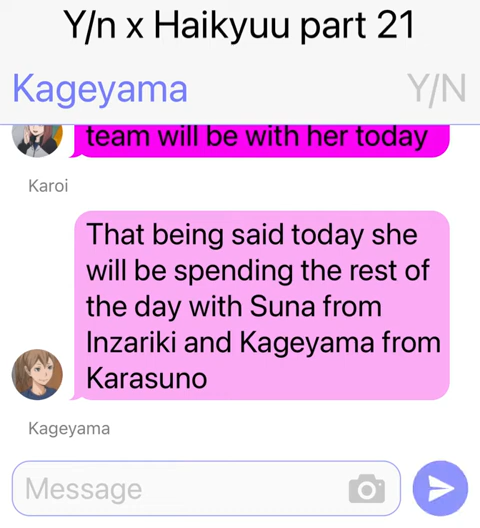 Y/n x Haikyuu part 21
Kageyama Y/N
team will be with her today
Karoi
That being said today she
will be spending the rest of
the day with Suna from
Inzariki and Kageyama from
Karasuno
Kageyama
Message